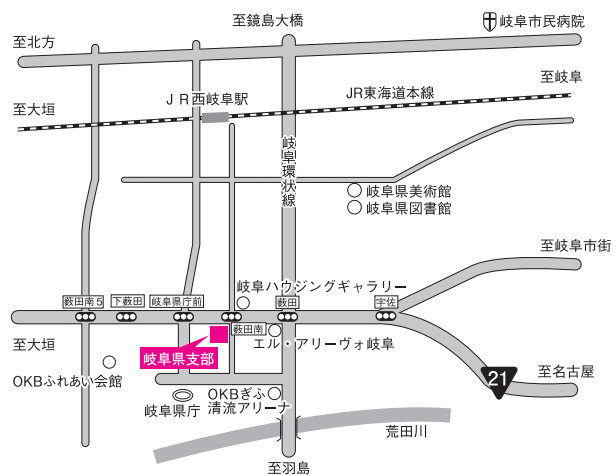 至鏡島大橋
岐阜市民病院
至北方
至岐阜
JR西岐阜駅
JR東海道本線
至大垣
岐阜環状線
岐阜県美術館
岐阜県図書館
至岐阜市街
岐阜ハウジングギャラリー
藪田南5
下藪田
岐阜県庁前
藪田
宇佐
藪田南
至大垣
エル・アリーヴォ岐阜
岐阜県支部
OKBふれあい会館
至名古屋
21
OKBぎふ
清流アリーナ
岐阜県庁
荒田川
至羽島